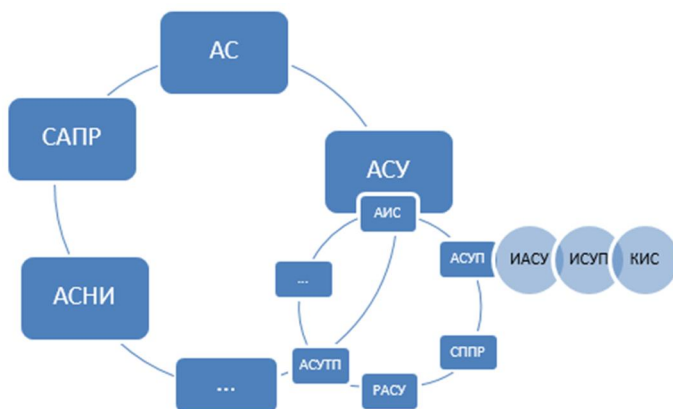 АС
САПР
АСУ
АИС
АСУП
ИАСУ
ИСУП
КИС
АСНИ
...
СППР
АСУТП
РАСУ
...